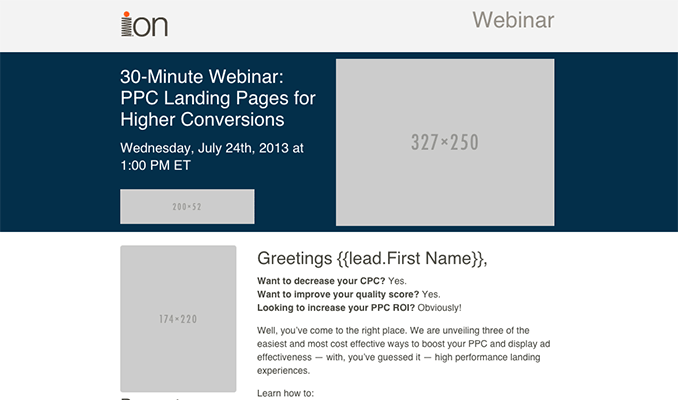 ion
Webinar
30-Minute Webinar:
PPC Landing Pages for
Higher Conversions
Wednesday, July 24th, 2013 at
1:00 PM ET
327×250
200×52
174×220
Greetings {{lead.First Name}},
Want to decrease your CPC? Yes.
Want to improve your quality score? Yes.
Looking to increase your PPC ROI? Obviously!
Well, you’ve come to the right place. We are unveiling three of the
easiest and most cost effective ways to boost your PPC and display ad
effectiveness — with, you’ve guessed it — high performance landing
experiences.
Learn how to: